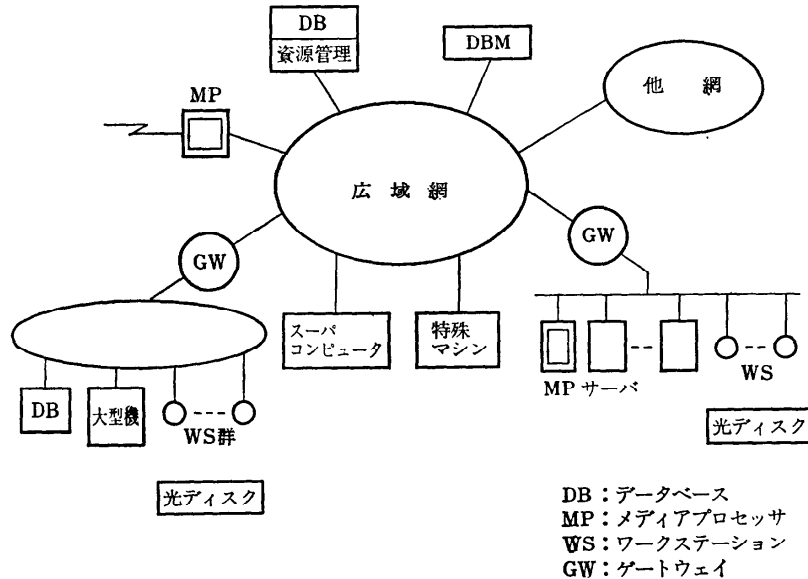 DB
資源管理
DBM
他 網
MP
広 域 網
GW
GW
スーパ
コンピュータ
特殊
マシン
DB
大型機
WS群
MP サーバ
WS
光ディスク
光ディスク
DB：データベース
MP：メディアプロセッサ
WS：ワークステーション
GW：ゲートウェイ